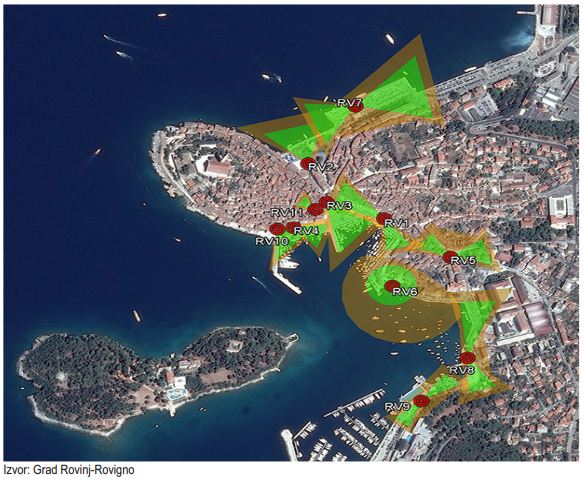 RV7
RV2
RV3
RV11
RV1
RV4
RV10
RV5
RV6
RV8
RV9
Izvor: Grad Rovinj-Rovigno